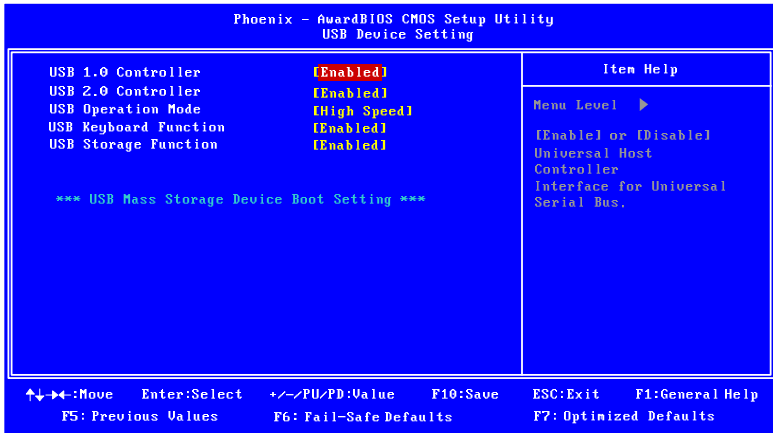 Phoenix - AwardBIOS CMOS Setup Utility
USB Device Setting
USB 1.0 Controller [Enabled]
USB 2.0 Controller [Enabled]
USB Operation Mode [High Speed]
USB Keyboard Function [Enabled]
USB Storage Function [Enabled]
*** USB Mass Storage Device Boot Setting ***
Item Help
Menu Level
[Enable] or [Disable]
Universal Host
Controller
Interface for Universal
Serial Bus.
↑↓→←:Move Enter:Select +/-/PU/PD:Value F10:Save ESC:Exit F1:General Help
F5: Previous Values F6: Fail-Safe Defaults F7: Optimized Defaults